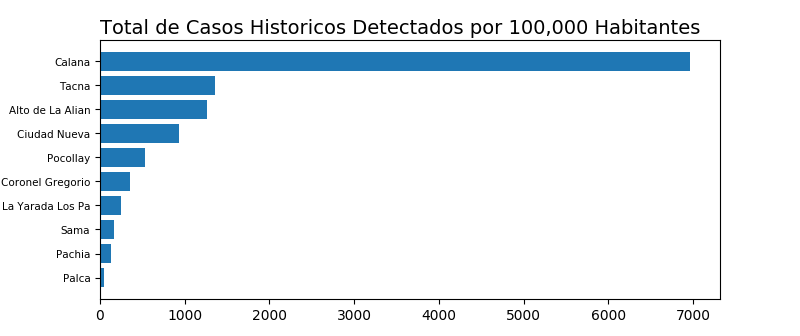 Total de Casos Historicos Detectados por 100,000 Habitantes
Calana
Tacna
Alto de La Alian
Ciudad Nueva
Pocollay
Coronel Gregorio
La Yarada Los Pa
Sama
Pachia
Palca
0 1000 2000 3000 4000 5000 6000 7000